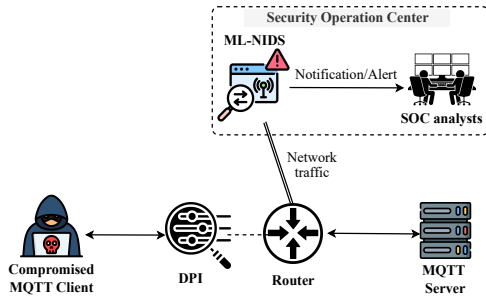 Security Operation Center
ML-NIDS
Notification/Alert
SOC analysts
Network
traffic
Compromised
MQTT Client
DPI
Router
MQTT
Server